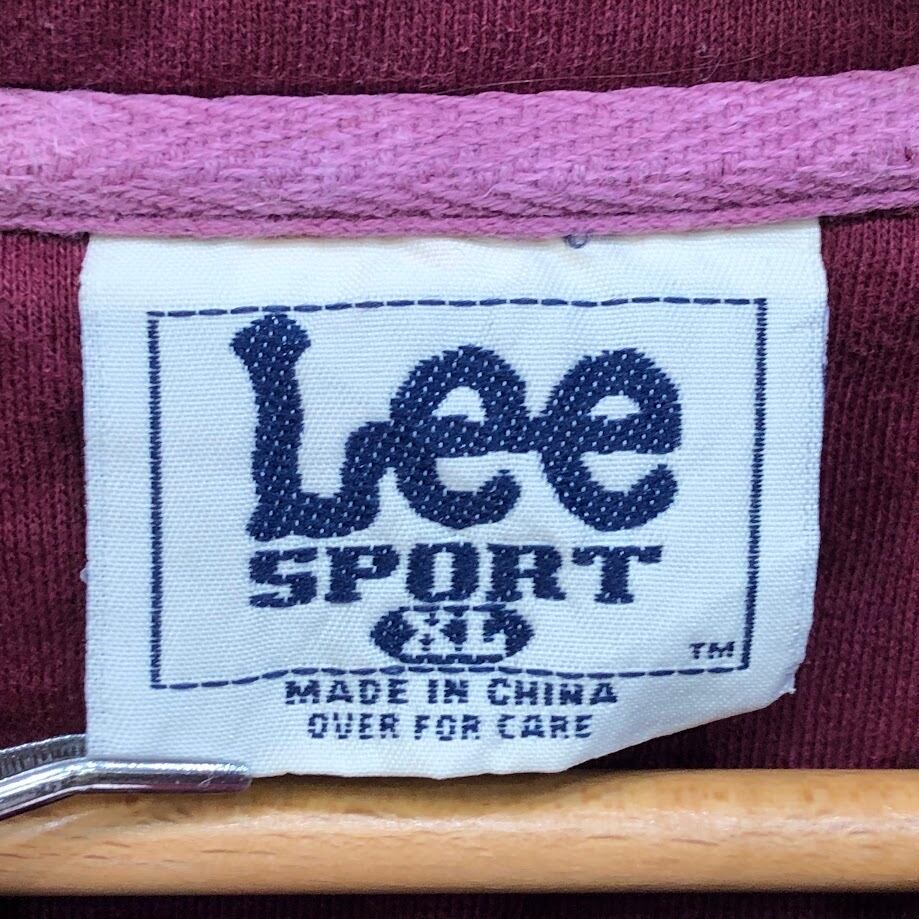 Lee
SPORT
XL
TM
MADE IN CHINA
OVER FOR CARE